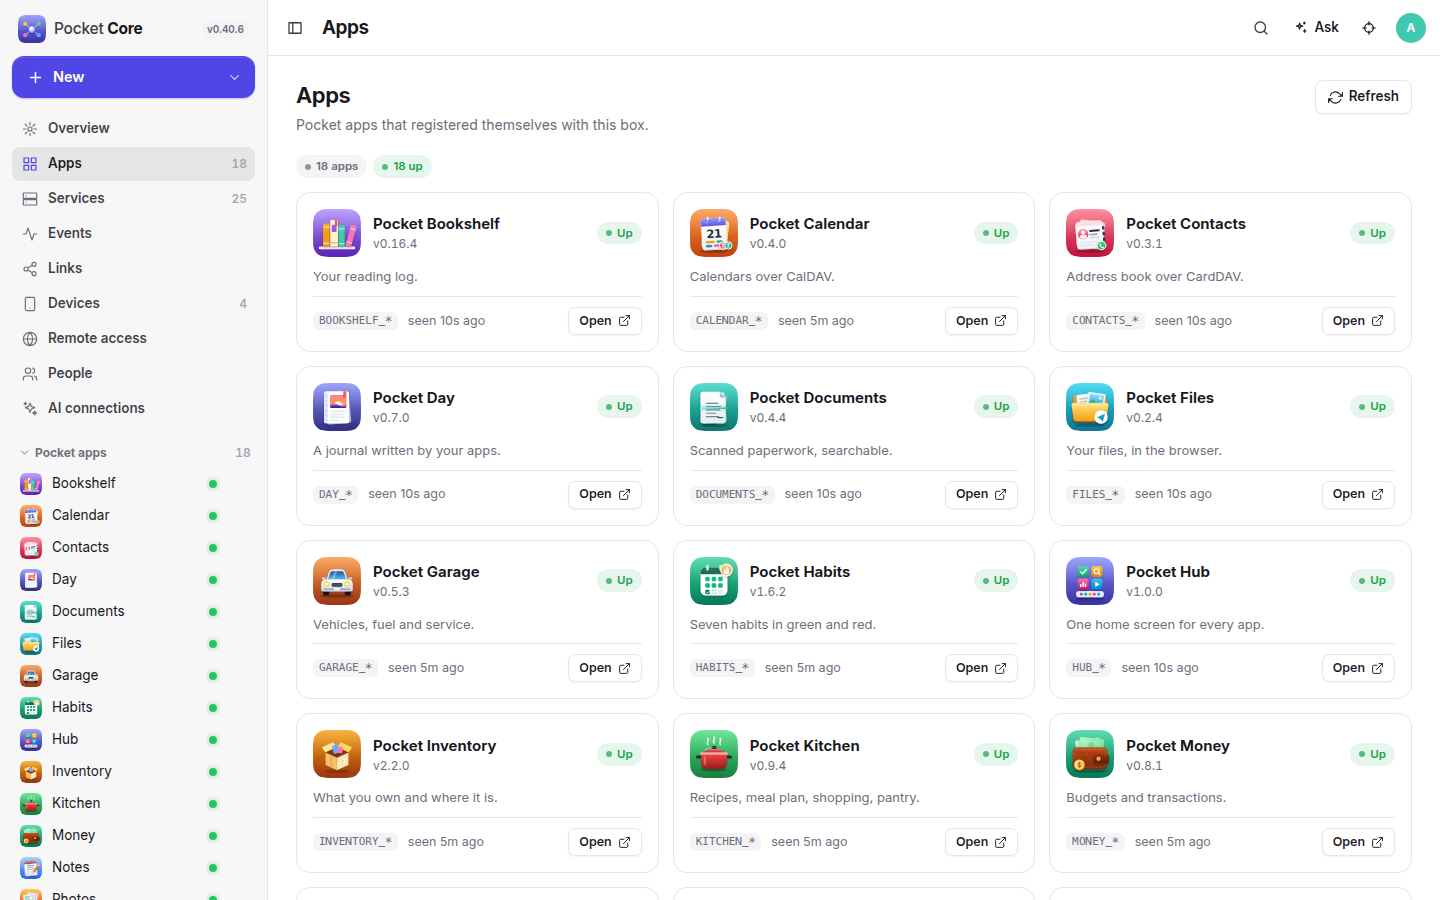 Pocket Core
v0.40.6
New
Overview
Apps 18
Services 25
Events
Links
Devices 4
Remote access
People
AI connections
Pocket apps 18
Bookshelf
Calendar
Contacts
Day
Documents
Files
Garage
Habits
Hub
Inventory
Kitchen
Money
Notes
Photos
Apps
Ask
A
Apps
Refresh
Pocket apps that registered themselves with this box.
18 apps
18 up
Pocket Bookshelf
v0.16.4
Up
Your reading log.
BOOKSHELF_* seen 10s ago
Open
Pocket Calendar
v0.4.0
Up
Calendars over CalDAV.
CALENDAR_* seen 5m ago
Open
Pocket Contacts
v0.3.1
Up
Address book over CardDAV.
CONTACTS_* seen 10s ago
Open
Pocket Day
v0.7.0
Up
A journal written by your apps.
DAY_* seen 10s ago
Open
Pocket Documents
v0.4.4
Up
Scanned paperwork, searchable.
DOCUMENTS_* seen 10s ago
Open
Pocket Files
v0.2.4
Up
Your files, in the browser.
FILES_* seen 10s ago
Open
Pocket Garage
v0.5.3
Up
Vehicles, fuel and service.
GARAGE_* seen 5m ago
Open
Pocket Habits
v1.6.2
Up
Seven habits in green and red.
HABITS_* seen 5m ago
Open
Pocket Hub
v1.0.0
Up
One home screen for every app.
HUB_* seen 10s ago
Open
Pocket Inventory
v2.2.0
Up
What you own and where it is.
INVENTORY_* seen 5m ago
Open
Pocket Kitchen
v0.9.4
Up
Recipes, meal plan, shopping, pantry.
KITCHEN_* seen 5m ago
Open
Pocket Money
v0.8.1
Up
Budgets and transactions.
MONEY_* seen 5m ago
Open
21